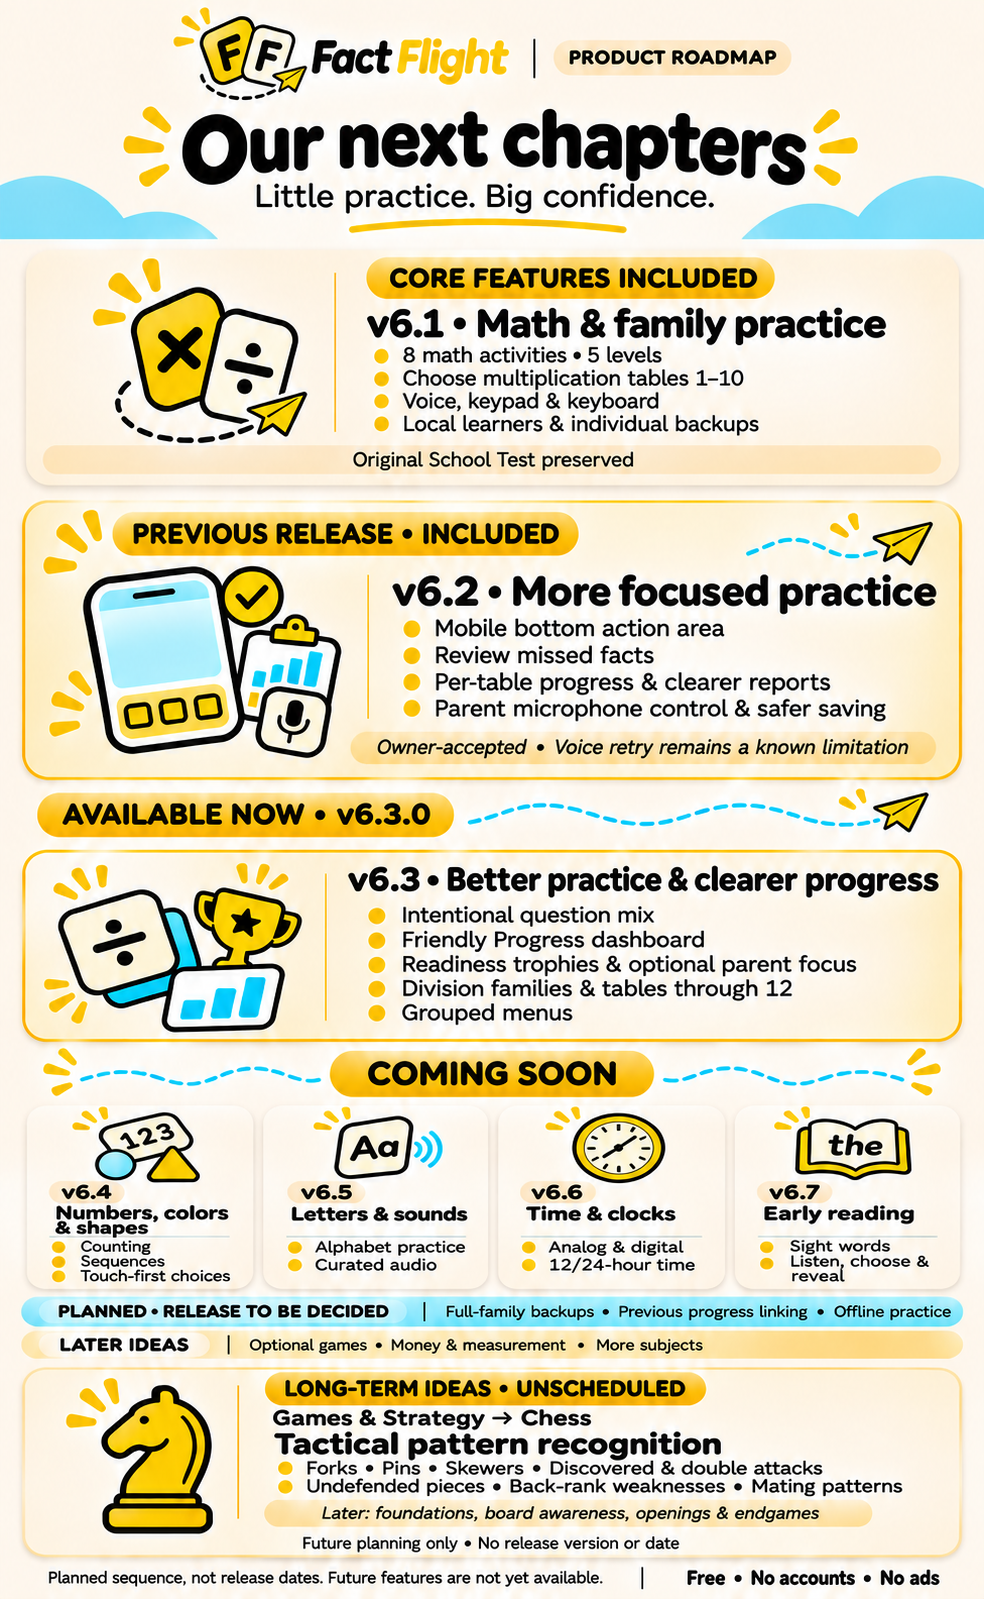 F F Fact Flight | PRODUCT ROADMAP
Our next chapters
Little practice. Big confidence.
CORE FEATURES INCLUDED
v6.1 • Math & family practice
8 math activities • 5 levels
Choose multiplication tables 1–10
Voice, keypad & keyboard
Local learners & individual backups
Original School Test preserved
PREVIOUS RELEASE • INCLUDED
v6.2 • More focused practice
Mobile bottom action area
Review missed facts
Per-table progress & clearer reports
Parent microphone control & safer saving
Owner-accepted • Voice retry remains a known limitation
AVAILABLE NOW • v6.3.0
v6.3 • Better practice & clearer progress
Intentional question mix
Friendly Progress dashboard
Readiness trophies & optional parent focus
Division families & tables through 12
Grouped menus
COMING SOON
123
v6.4
Numbers, colors
& shapes
Counting
Sequences
Touch-first choices
Aa
v6.5
Letters & sounds
Alphabet practice
Curated audio
v6.6
Time & clocks
Analog & digital
12/24-hour time
the
v6.7
Early reading
Sight words
Listen, choose &
reveal
PLANNED • RELEASE TO BE DECIDED | Full-family backups • Previous progress linking • Offline practice
LATER IDEAS | Optional games • Money & measurement • More subjects
LONG-TERM IDEAS • UNSCHEDULED
Games & Strategy → Chess
Tactical pattern recognition
Forks • Pins • Skewers • Discovered & double attacks
Undefended pieces • Back-rank weaknesses • Mating patterns
Later: foundations, board awareness, openings & endgames
Future planning only • No release version or date
Planned sequence, not release dates. Future features are not yet available. | Free • No accounts • No ads